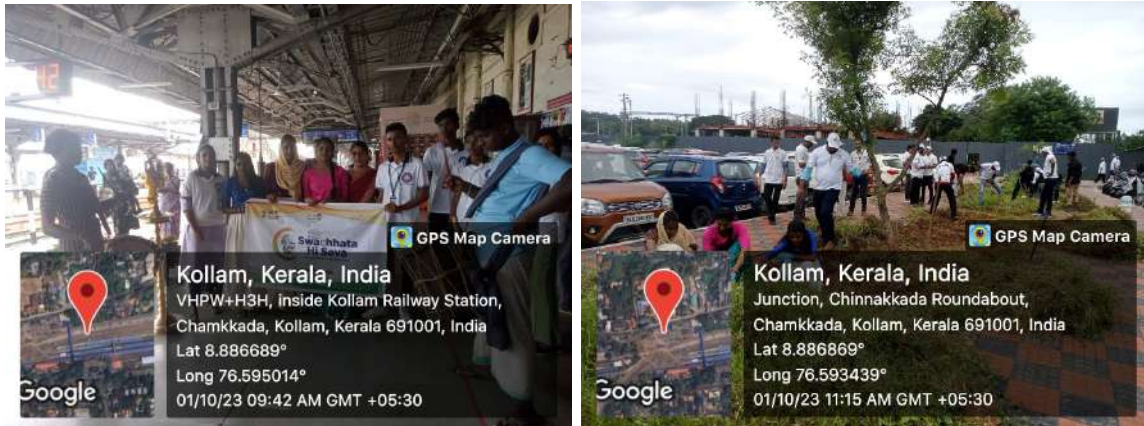 12
Swachhata
Hi Seva
GPS Map Camera
Kollam, Kerala, India
VHPW+H3H, inside Kollam Railway Station,
Chamkkada, Kollam, Kerala 691001, India
Lat 8.886689°
Long 76.595014°
01/10/23 09:42 AM GMT +05:30
Google
GPS Map Camera
Kollam, Kerala, India
Junction, Chinnakkada Roundabout,
Chamkkada, Kollam, Kerala 691001, India
Lat 8.886869°
Long 76.593439°
01/10/23 11:15 AM GMT +05:30
Google